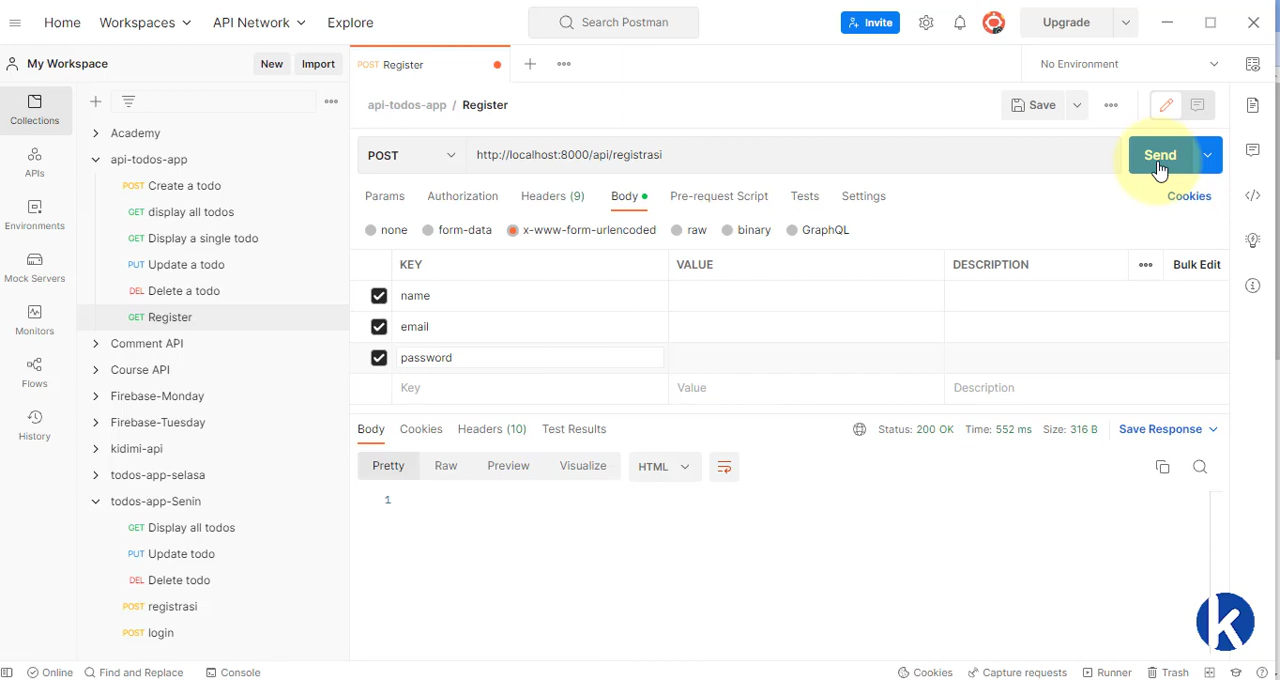 Home Workspaces API Network Explore Search Postman Invite Upgrade
My Workspace New Import POST Register No Environment
Collections
APIs
Environments
Mock Servers
Monitors
Flows
History
Academy
api-todos-app
POST Create a todo
GET display all todos
GET Display a single todo
PUT Update a todo
DEL Delete a todo
GET Register
Comment API
Course API
Firebase-Monday
Firebase-Tuesday
kidimi-api
todos-app-selasa
todos-app-Senin
GET Display all todos
PUT Update todo
DEL Delete todo
POST registrasi
POST login
api-todos-app / Register Save
POST http://localhost:8000/api/registrasi Send
Params Authorization Headers (9) Body Pre-request Script Tests Settings Cookies
none form-data x-www-form-urlencoded raw binary GraphQL
KEY VALUE DESCRIPTION Bulk Edit
name
email
password
Key Value Description
Body Cookies Headers (10) Test Results Status: 200 OK Time: 552 ms Size: 316 B Save Response
Pretty Raw Preview Visualize HTML
1
K
Online Find and Replace Console Cookies Capture requests Runner Trash